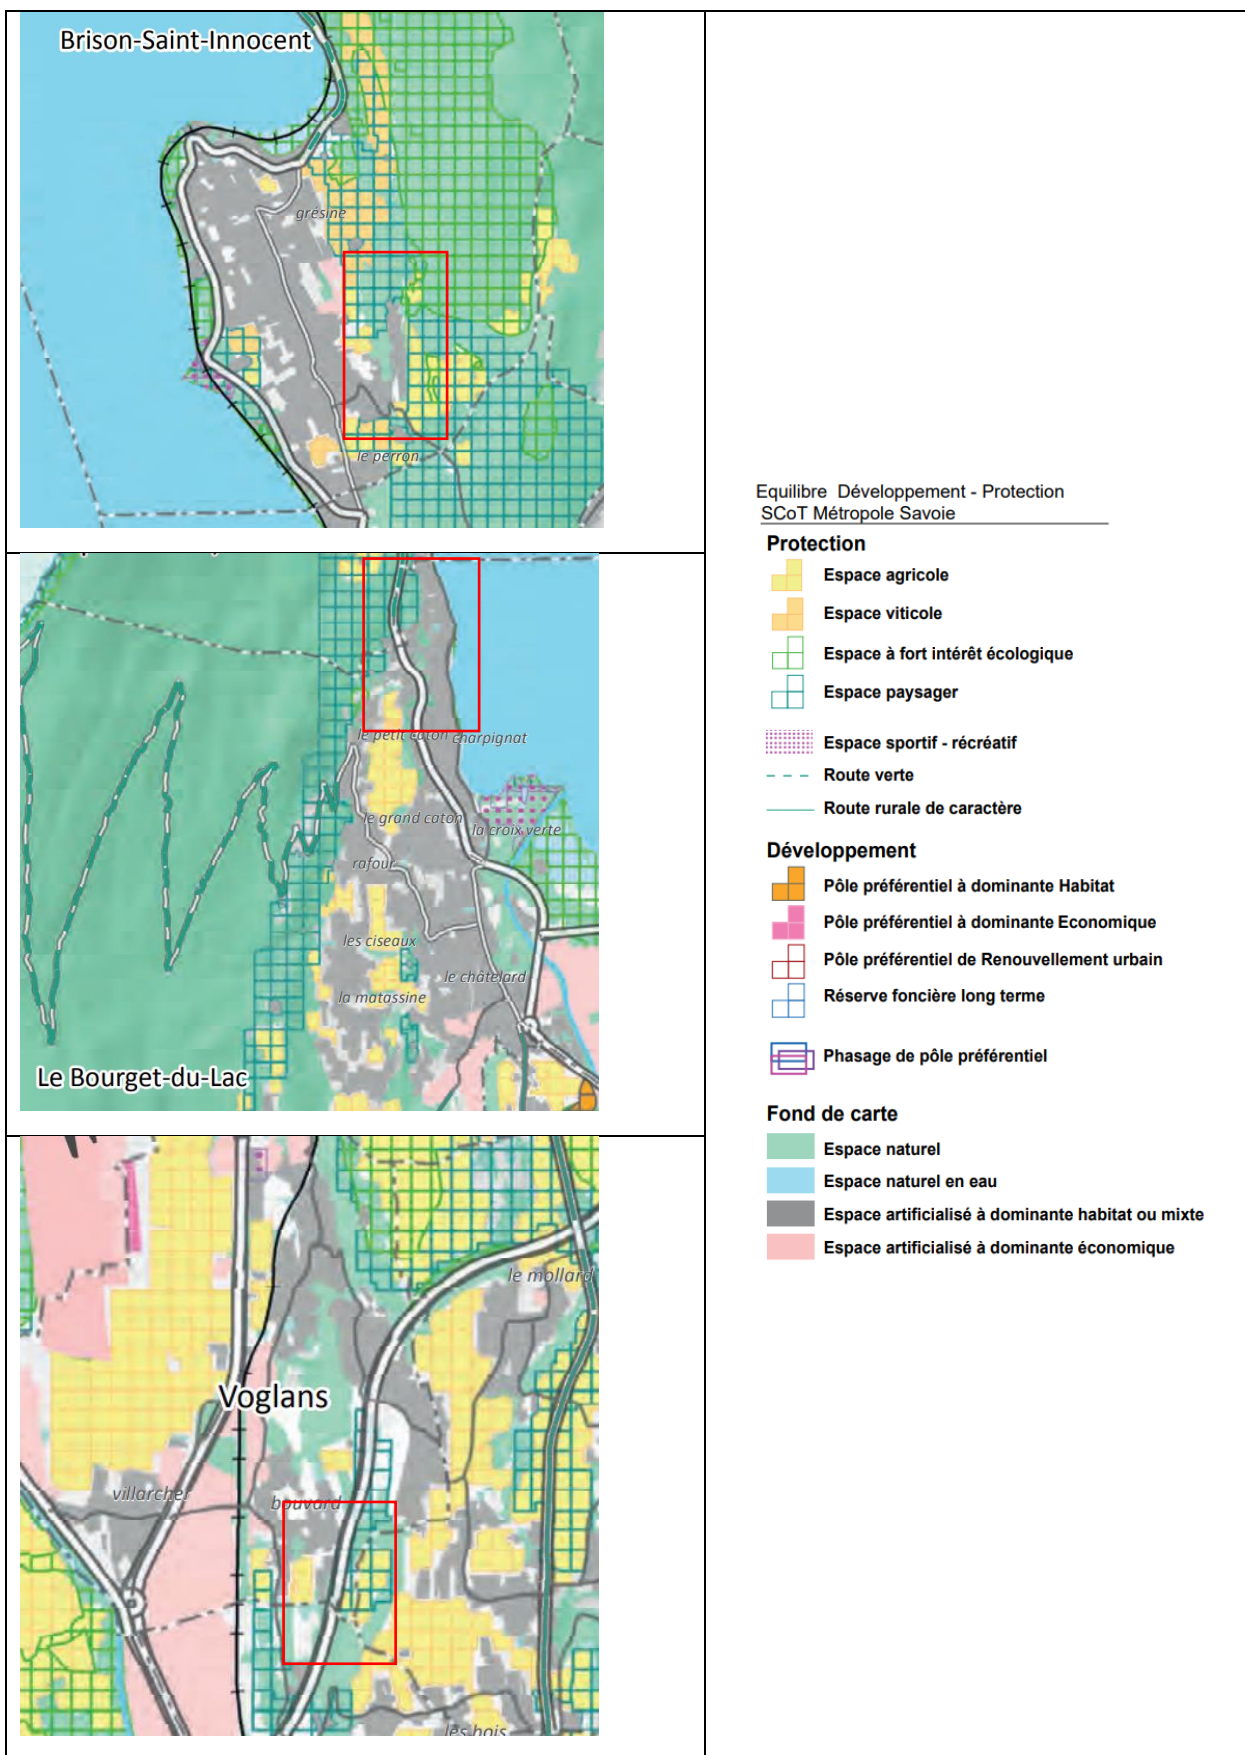 Brison-Saint-Innocent
grésine
le perron
le petit caton
charpignat
le grand caton
la croix verte
rafour
les ciseaux
le châtelard
la matassine
Le Bourget-du-Lac
le mollard
Voglans
villarcher
bouvard
les bois
Equilibre Développement - Protection
SCoT Métropole Savoie
Protection
Espace agricole
Espace viticole
Espace à fort intérêt écologique
Espace paysager
Espace sportif - récréatif
Route verte
Route rurale de caractère
Développement
Pôle préférentiel à dominante Habitat
Pôle préférentiel à dominante Economique
Pôle préférentiel de Renouvellement urbain
Réserve foncière long terme
Phasage de pôle préférentiel
Fond de carte
Espace naturel
Espace naturel en eau
Espace artificialisé à dominante habitat ou mixte
Espace artificialisé à dominante économique